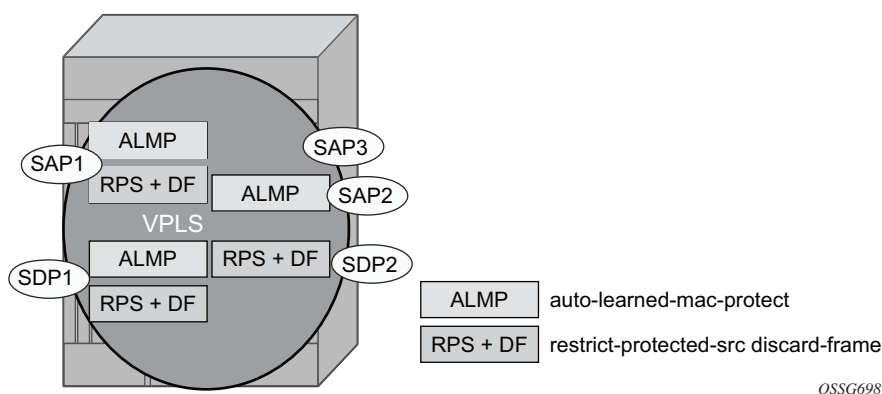 ALMP
SAP1
RPS + DF
SAP3
ALMP
SAP2
VPLS
ALMP
RPS + DF
SDP1
SDP2
RPS + DF
ALMP auto-learned-mac-protect
RPS + DF restrict-protected-src discard-frame
OSSG698